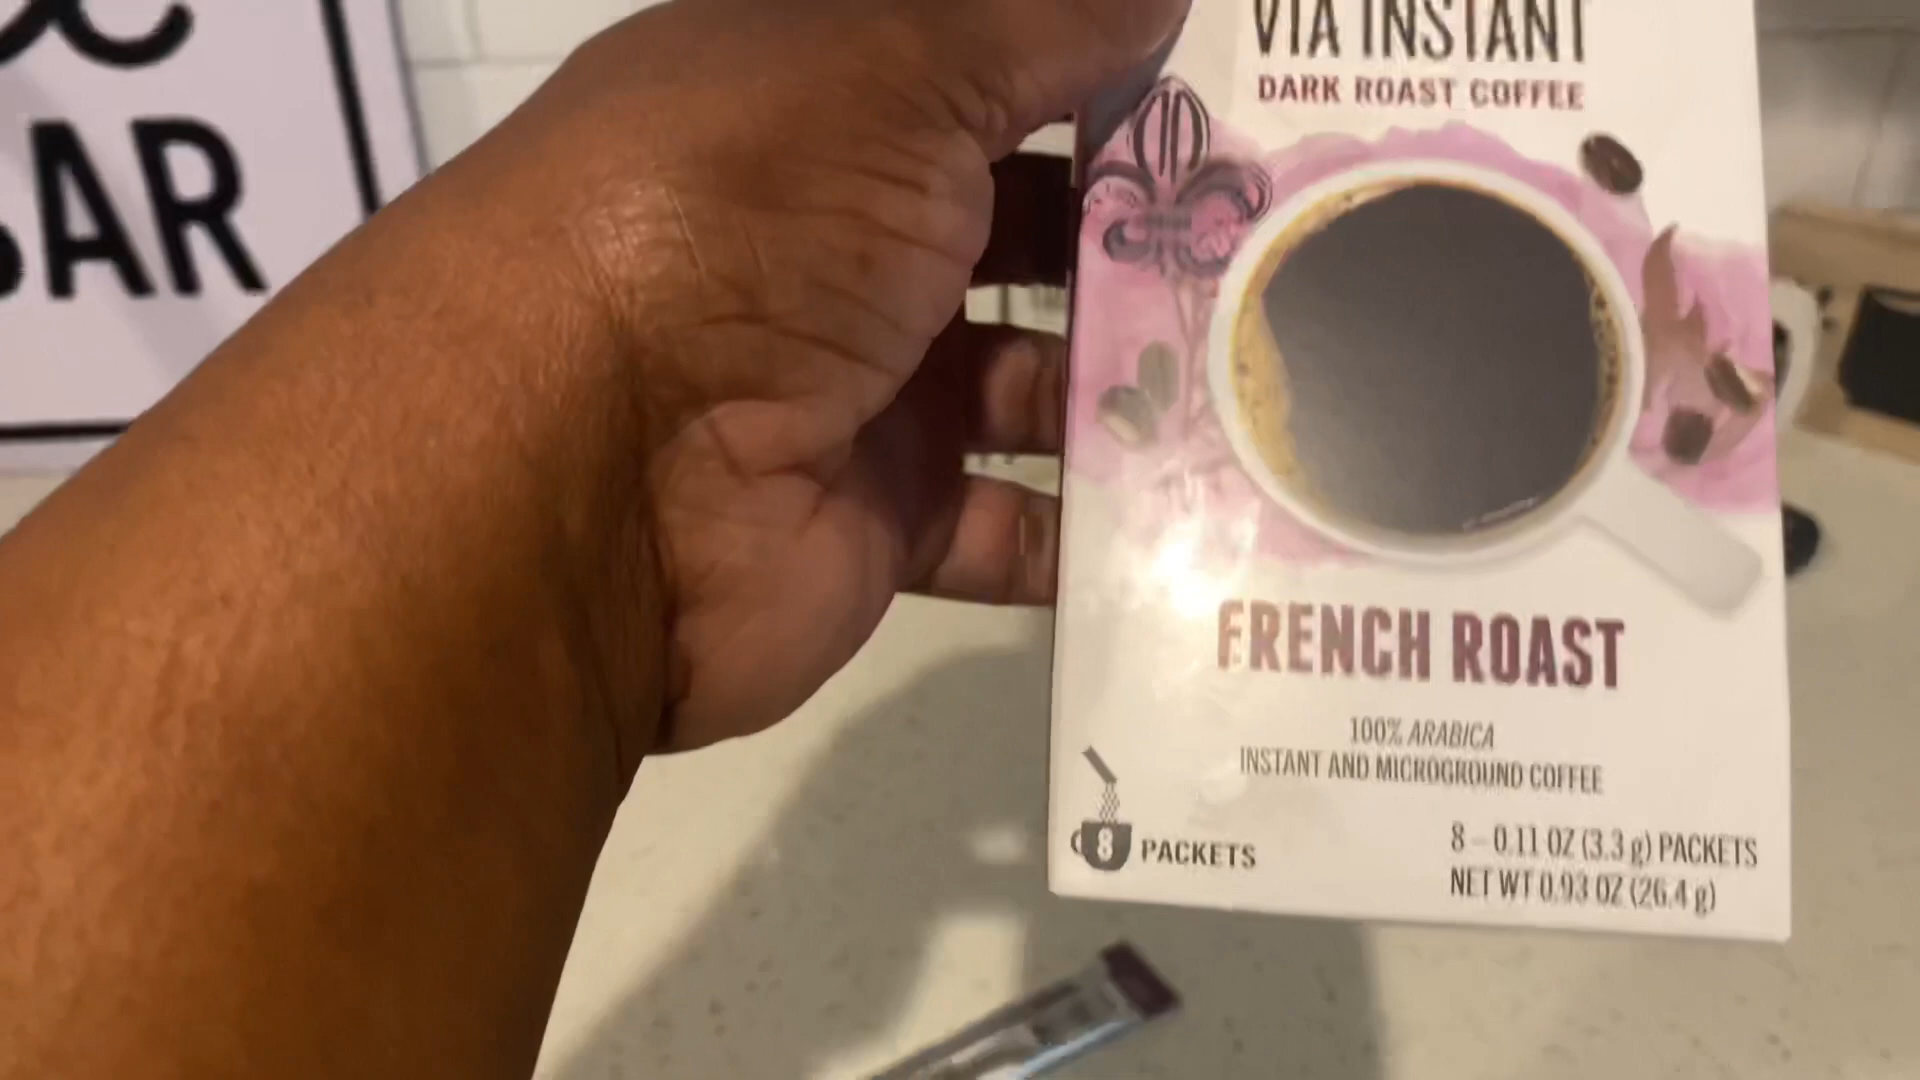 BAR
VIA INSTANT
DARK ROAST COFFEE
FRENCH ROAST
100% ARABICA
INSTANT AND MICROGROUND COFFEE
8 PACKETS
8 – 0.11 OZ (3.3 g) PACKETS
NET WT 0.93 OZ (26.4 g)